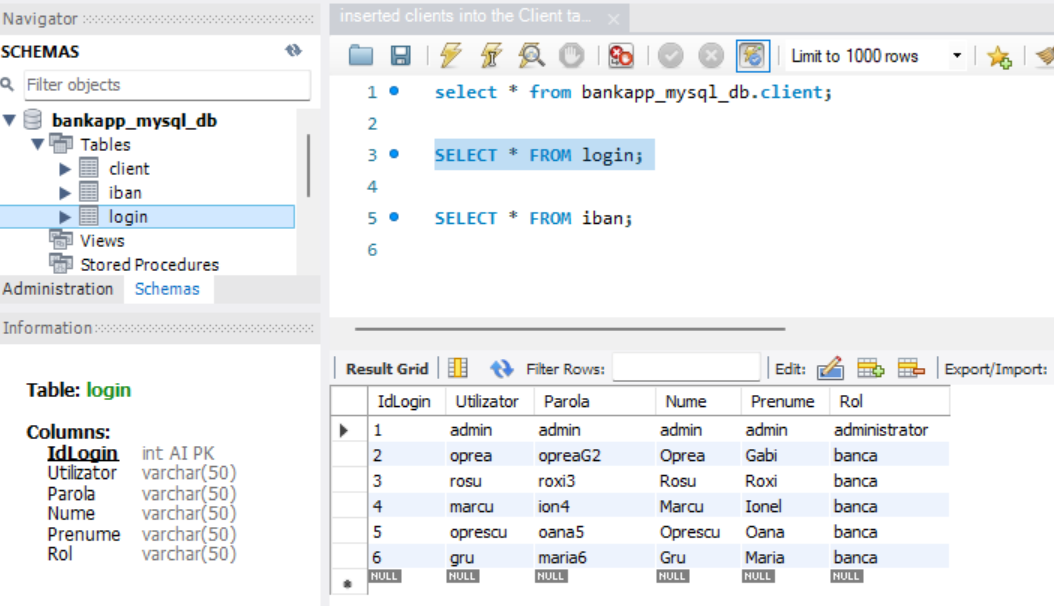 Navigator
SCHEMAS
Filter objects
bankapp_mysql_db
Tables
client
iban
login
Views
Stored Procedures
Administration Schemas
Information
Table: login
Columns:
IdLogin int AI PK
Utilizator varchar(50)
Parola varchar(50)
Nume varchar(50)
Prenume varchar(50)
Rol varchar(50)
inserted clients into the Client ta...
Limit to 1000 rows
1 select * from bankapp_mysql_db.client;
2
3 SELECT * FROM login;
4
5 SELECT * FROM iban;
6
Result Grid Filter Rows: Edit: Export/Import:
IdLogin Utilizator Parola Nume Prenume Rol
1 admin admin admin admin administrator
2 oprea opreaG2 Oprea Gabi banca
3 rosu roxi3 Rosu Roxi banca
4 marcu ion4 Marcu Ionel banca
5 oprescu oana5 Oprescu Oana banca
6 gru maria6 Gru Maria banca
NULL NULL NULL NULL NULL NULL